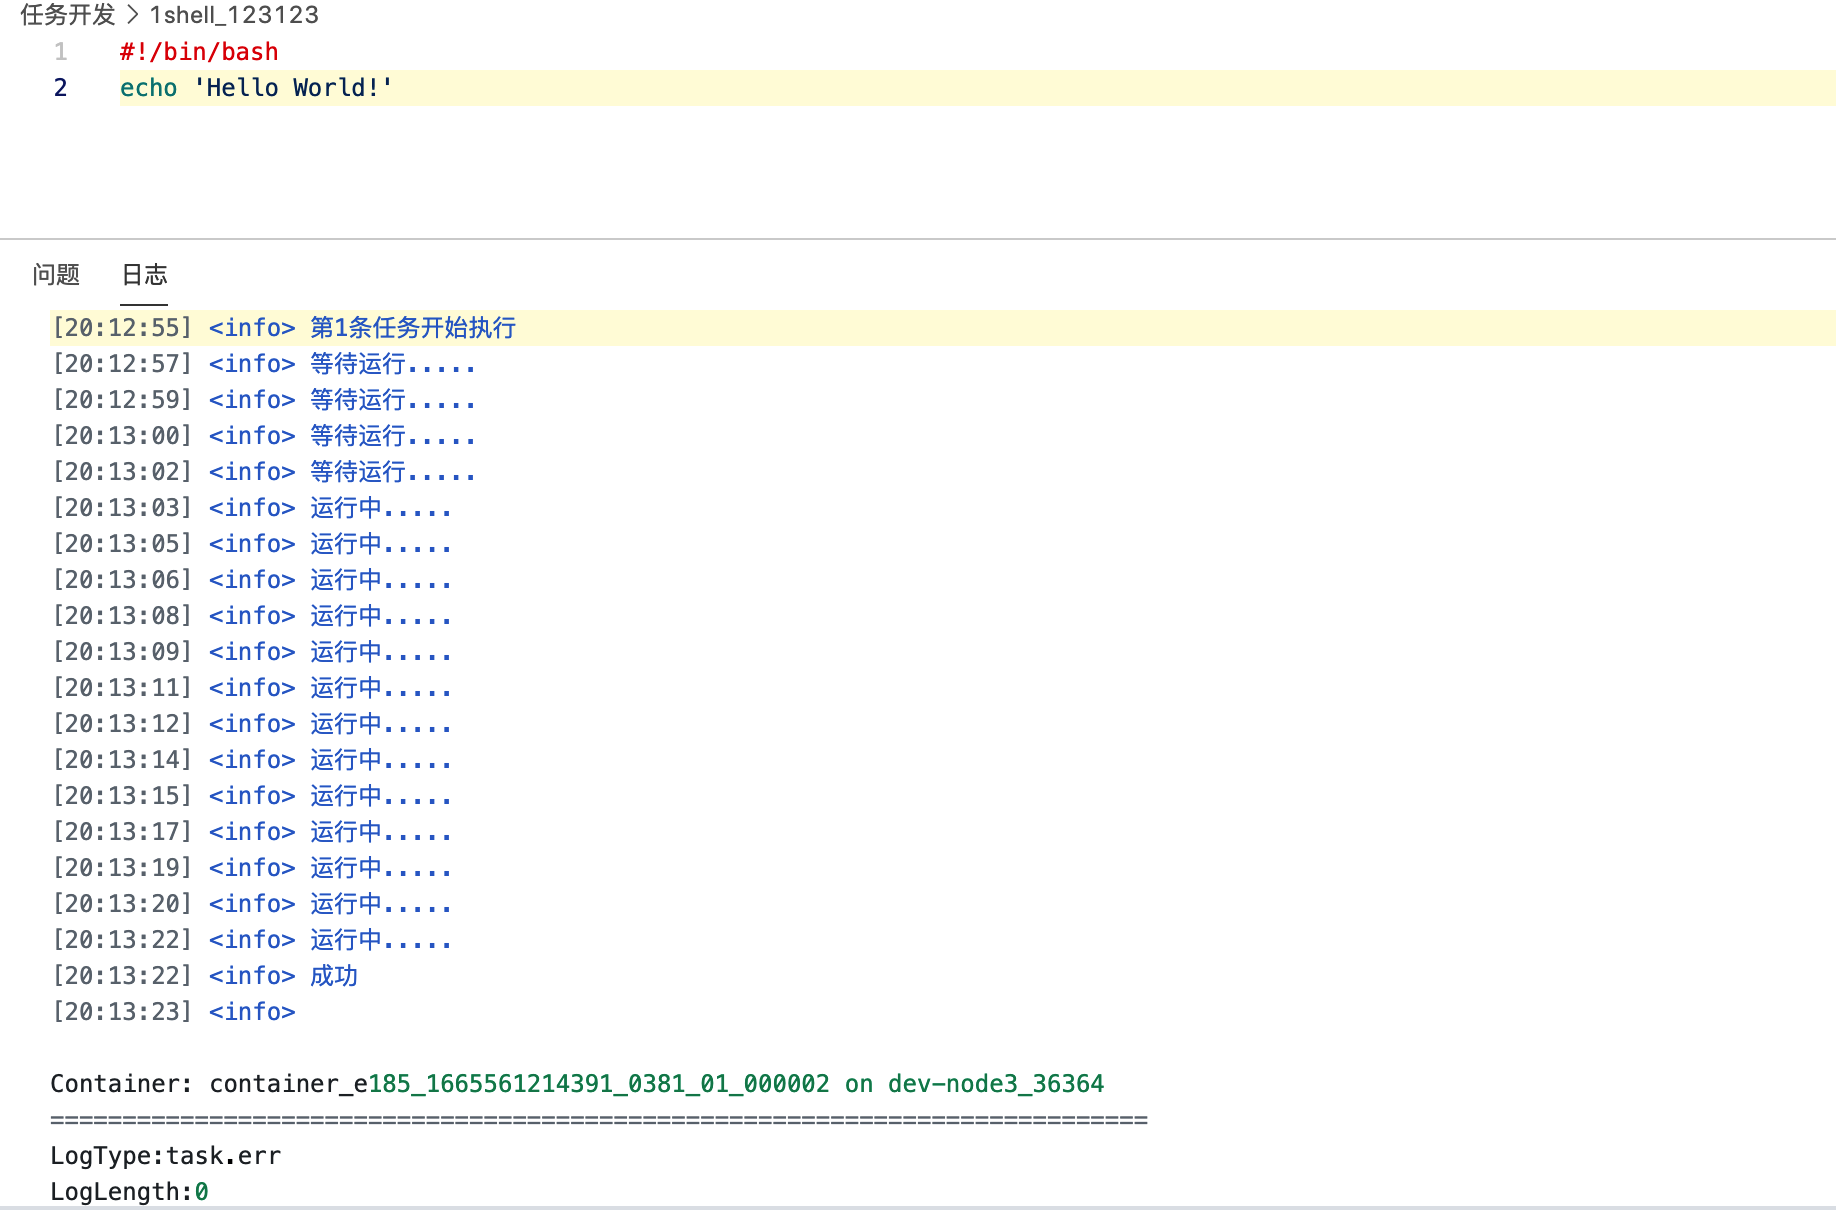 任务开发 > 1shell_123123
1 #!/bin/bash
2 echo 'Hello World!'
问题 日志
[20:12:55] <info> 第1条任务开始执行
[20:12:57] <info> 等待运行.....
[20:12:59] <info> 等待运行.....
[20:13:00] <info> 等待运行.....
[20:13:02] <info> 等待运行.....
[20:13:03] <info> 运行中.....
[20:13:05] <info> 运行中.....
[20:13:06] <info> 运行中.....
[20:13:08] <info> 运行中.....
[20:13:09] <info> 运行中.....
[20:13:11] <info> 运行中.....
[20:13:12] <info> 运行中.....
[20:13:14] <info> 运行中.....
[20:13:15] <info> 运行中.....
[20:13:17] <info> 运行中.....
[20:13:19] <info> 运行中.....
[20:13:20] <info> 运行中.....
[20:13:22] <info> 运行中.....
[20:13:22] <info> 成功
[20:13:23] <info>
Container: container_e185_1665561214391_0381_01_000002 on dev-node3_36364
============================================================================
LogType:task.err
LogLength:0